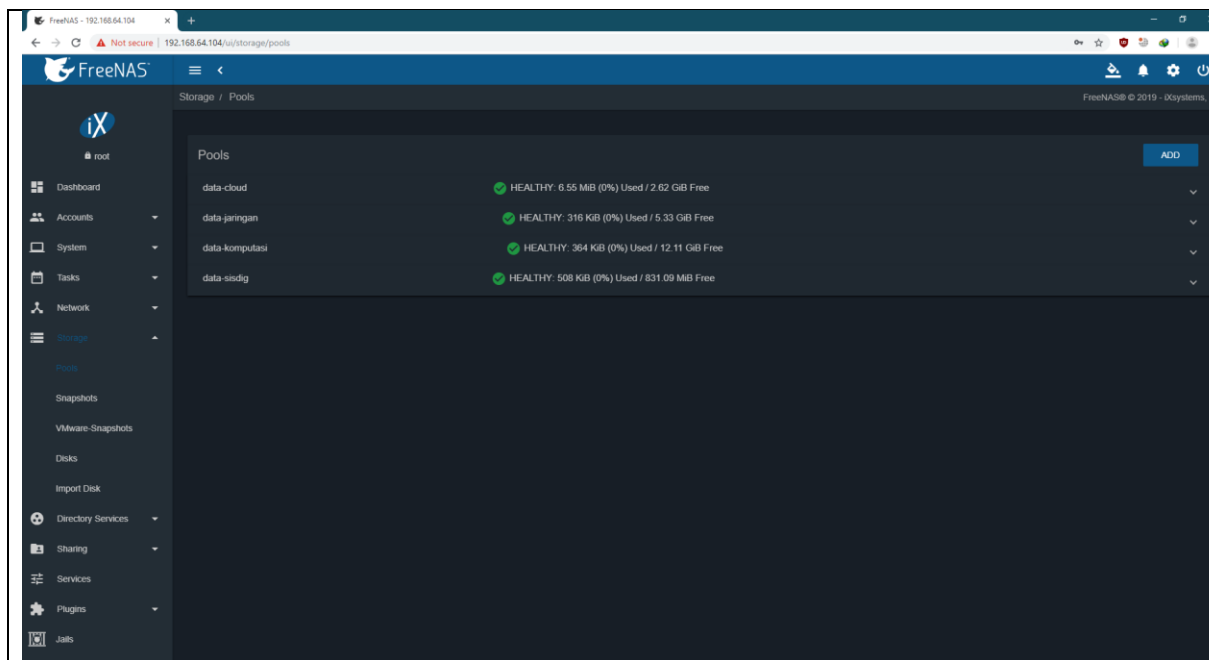 FreeNAS - 192.168.64.104
Not secure | 192.168.64.104/ui/storage/pools
FreeNAS
Storage / Pools
FreeNAS® © 2019 - iXsystems,
iX
root
Pools
ADD
data-cloud HEALTHY: 6.55 MiB (0%) Used / 2.62 GiB Free
data-jaringan HEALTHY: 316 KiB (0%) Used / 5.33 GiB Free
data-komputasi HEALTHY: 364 KiB (0%) Used / 12.11 GiB Free
data-sisdig HEALTHY: 508 KiB (0%) Used / 831.09 MiB Free
Dashboard
Accounts
System
Tasks
Network
Storage
Pools
Snapshots
VMware-Snapshots
Disks
Import Disk
Directory Services
Sharing
Services
Plugins
Jails